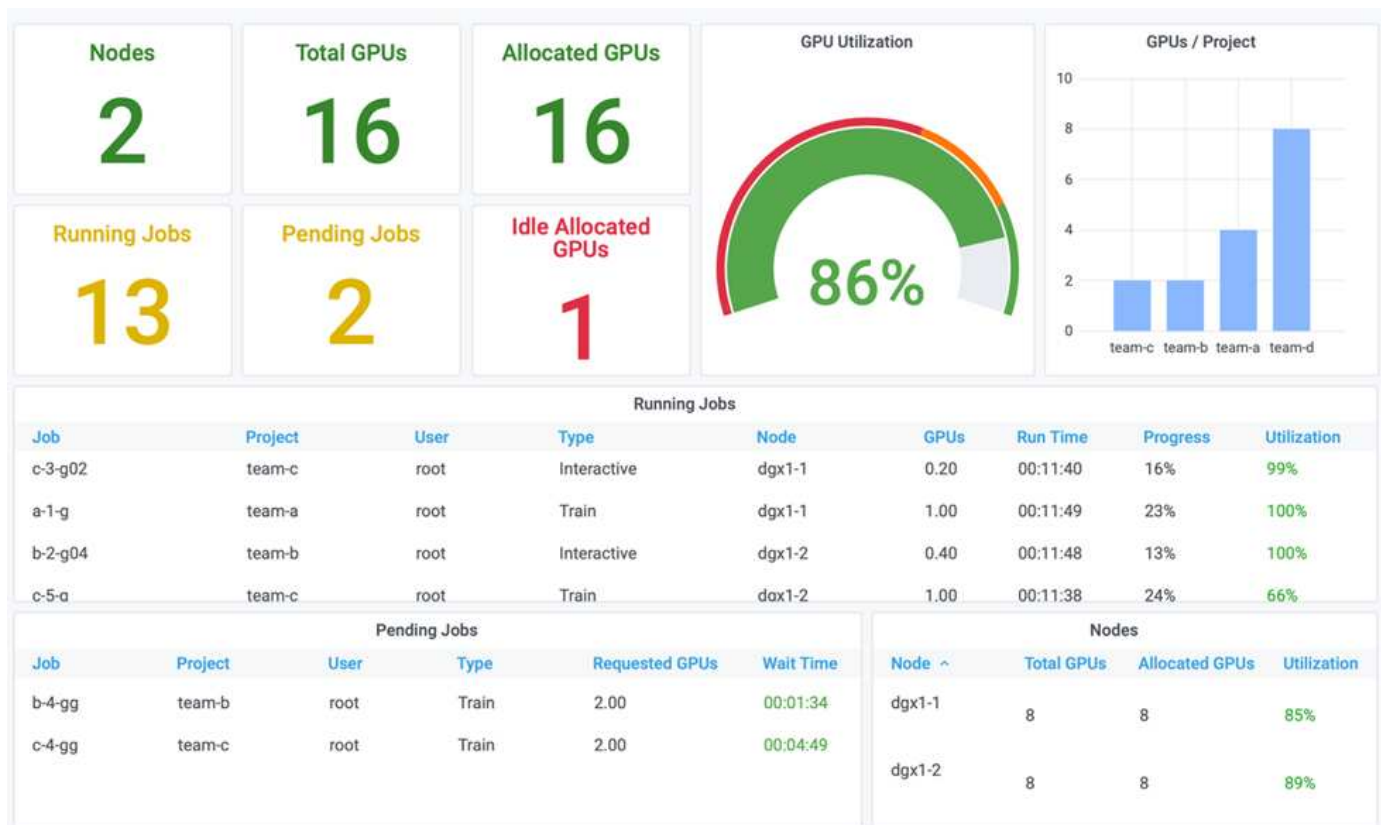 Nodes
2
Total GPUs
16
Allocated GPUs
16
Running Jobs
13
Pending Jobs
2
Idle Allocated
GPUs
1
GPU Utilization
86%
GPUs / Project
10
8
6
4
2
0
team-c team-b team-a team-d
Running Jobs
Job Project User Type Node GPUs Run Time Progress Utilization
c-3-g02 team-c root Interactive dgx1-1 0.20 00:11:40 16% 99%
a-1-g team-a root Train dgx1-1 1.00 00:11:49 23% 100%
b-2-g04 team-b root Interactive dgx1-2 0.40 00:11:48 13% 100%
c-5-g team-c root Train dgx1-2 1.00 00:11:38 24% 66%
Pending Jobs
Job Project User Type Requested GPUs Wait Time
b-4-gg team-b root Train 2.00 00:01:34
c-4-gg team-c root Train 2.00 00:04:49
Nodes
Node Total GPUs Allocated GPUs Utilization
dgx1-1 8 8 85%
dgx1-2 8 8 89%